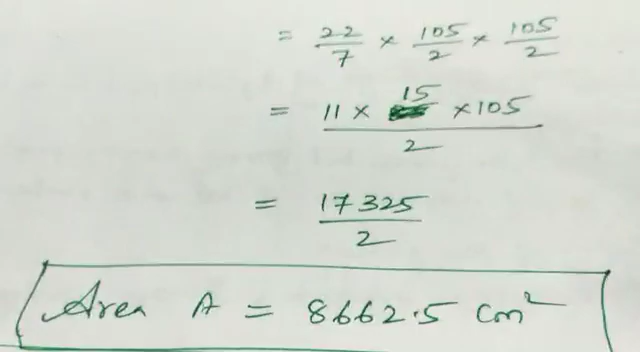 = 22/7 × 105/2 × 105/2
= 11 × 15 × 105 / 2
= 17325 / 2
Area A = 8662.5 cm²